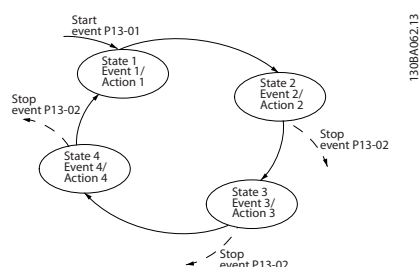 Start
event P13-01
State 1
Event 1/
Action 1
State 2
Event 2/
Action 2
Stop
event P13-02
Stop
event P13-02
State 4
Event 4/
Action 4
State 3
Event 3/
Action 3
Stop
event P13-02
130BA062.13